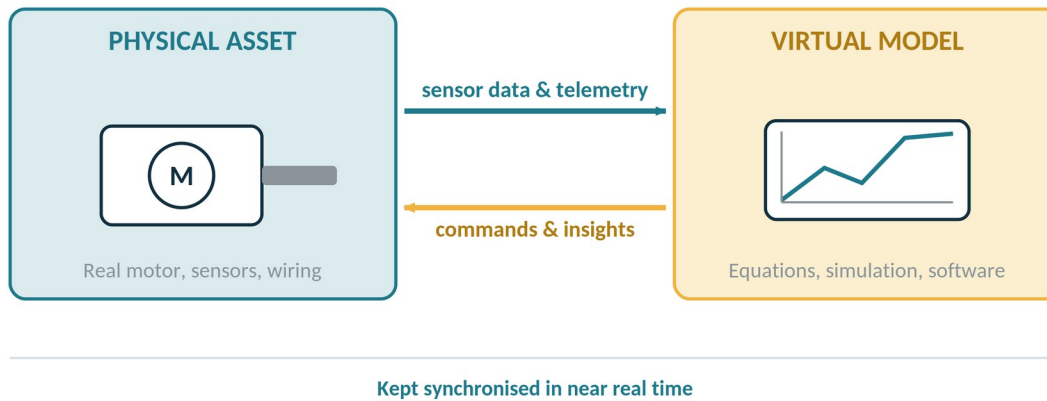 PHYSICAL ASSET
VIRTUAL MODEL
sensor data & telemetry
M
commands & insights
Real motor, sensors, wiring
Equations, simulation, software
Kept synchronised in near real time